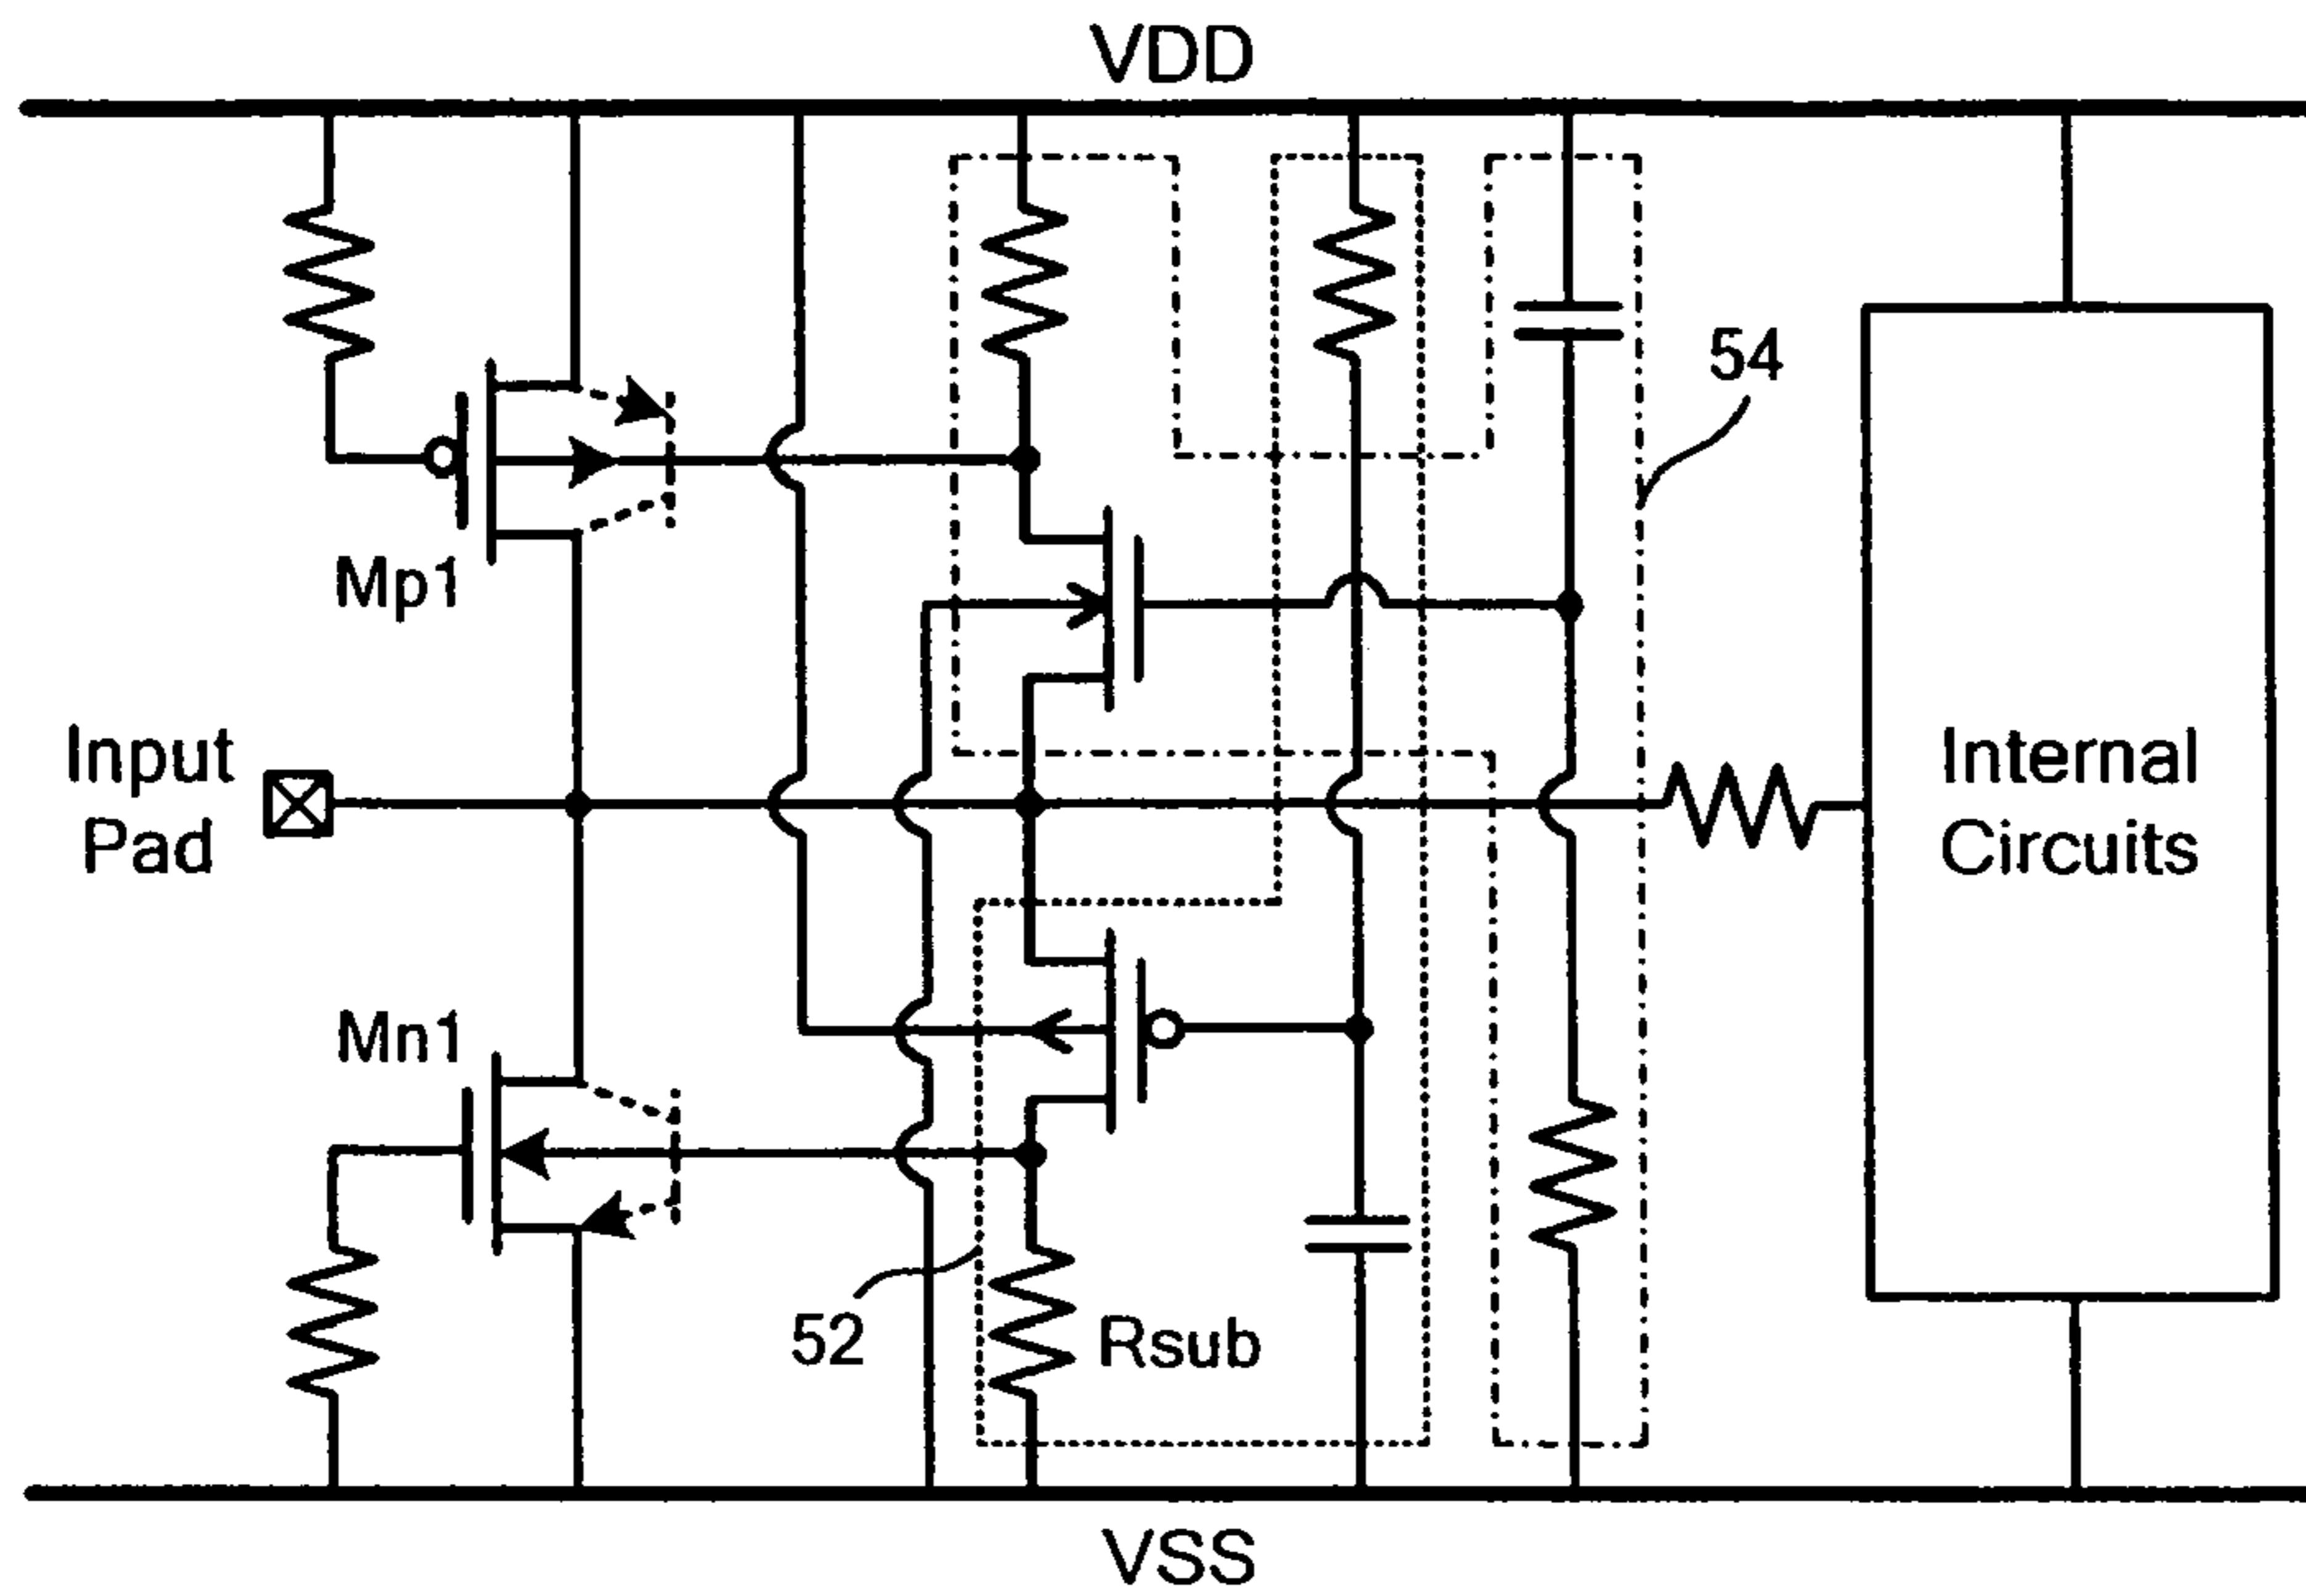 VDD
54
Mp1
Input
Pad
Internal
Circuits
Mn1
52
Rsub
VSS